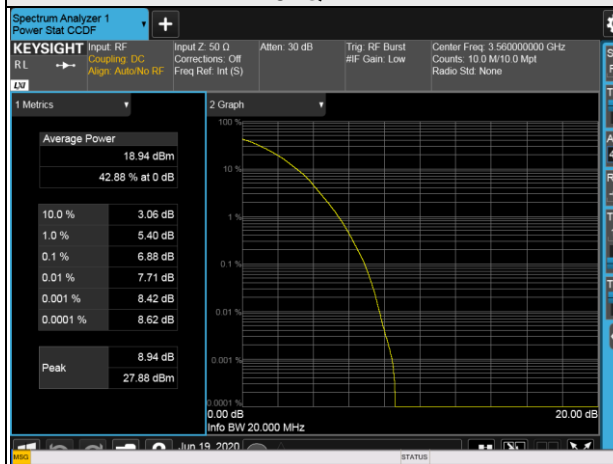 Spectrum Analyzer 1
Power Stat CCDF
KEYSIGHT
RL
LXI
Input: RF
Coupling: DC
Align: Auto/No RF
Input Z: 50 Ω
Corrections: Off
Freq Ref: Int (S)
Atten: 30 dB
Trig: RF Burst
#IF Gain: Low
Center Freq: 3.560000000 GHz
Counts: 10.0 M/10.0 Mpt
Radio Std: None
1 Metrics
Average Power
18.94 dBm
42.88 % at 0 dB
10.0 % 3.06 dB
1.0 % 5.40 dB
0.1 % 6.88 dB
0.01 % 7.71 dB
0.001 % 8.42 dB
0.0001 % 8.62 dB
Peak
8.94 dB
27.88 dBm
2 Graph
100 %
10 %
1 %
0.1 %
0.01 %
0.001 %
0.0001 %
0.00 dB 20.00 dB
Info BW 20.000 MHz
Jun 19, 2020
MSG STATUS